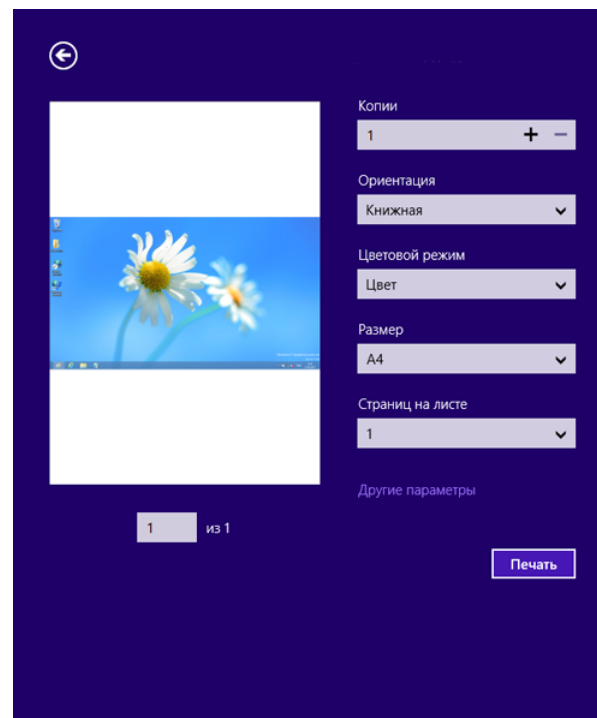 Копии
1
Ориентация
Книжная
Цветовой режим
Цвет
Размер
A4
Страниц на листе
1
Другие параметры
1 из 1
Печать